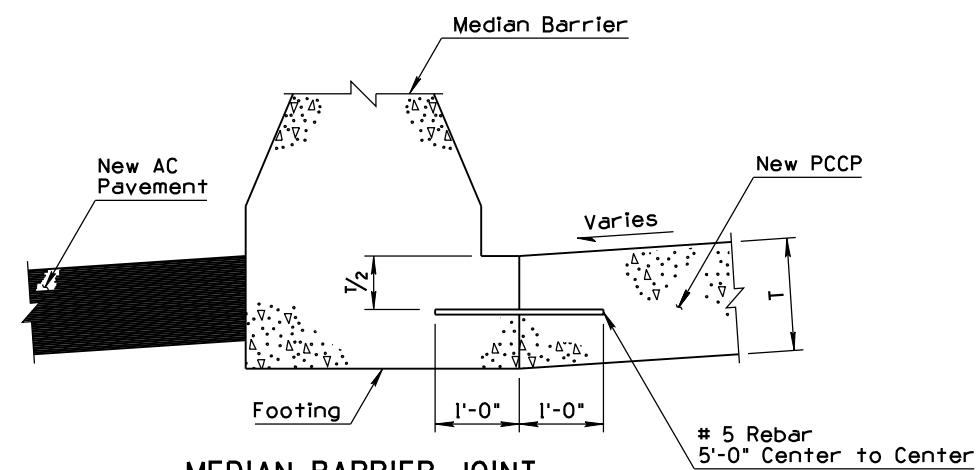 Median Barrier
New AC
Pavement
New PCCP
Varies
T/2
T
Footing
1'-0"
1'-0"
# 5 Rebar
5'-0" Center to Center
MEDIAN BARRIER JOINT